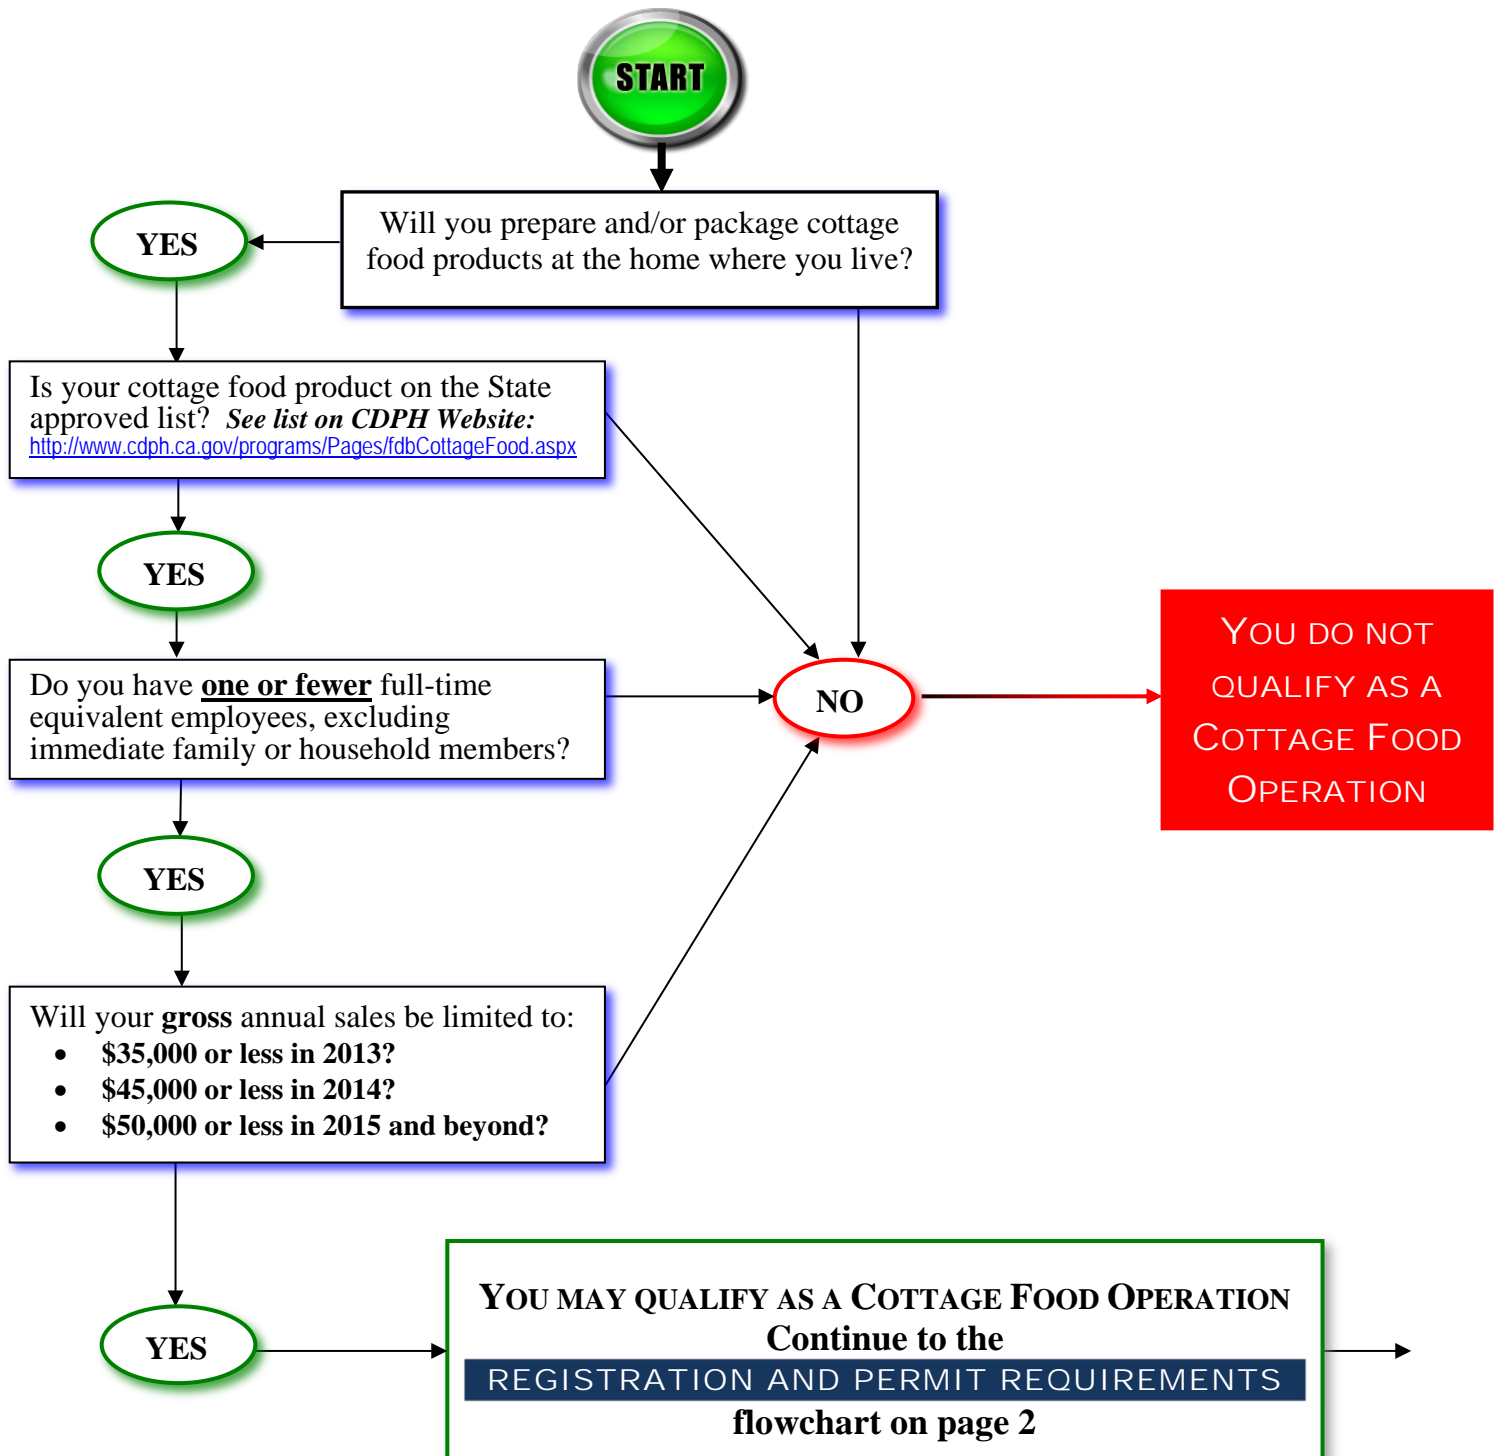 START
Will you prepare and/or package cottage
food products at the home where you live?
YES
Is your cottage food product on the State
approved list? See list on CDPH Website:
http://www.cdph.ca.gov/programs/Pages/fdbCottageFood.aspx
YES
Do you have one or fewer full-time
equivalent employees, excluding
immediate family or household members?
NO
YOU DO NOT
QUALIFY AS A
COTTAGE FOOD
OPERATION
YES
Will your gross annual sales be limited to:
• $35,000 or less in 2013?
• $45,000 or less in 2014?
• $50,000 or less in 2015 and beyond?
YES
YOU MAY QUALIFY AS A COTTAGE FOOD OPERATION
Continue to the
REGISTRATION AND PERMIT REQUIREMENTS
flowchart on page 2